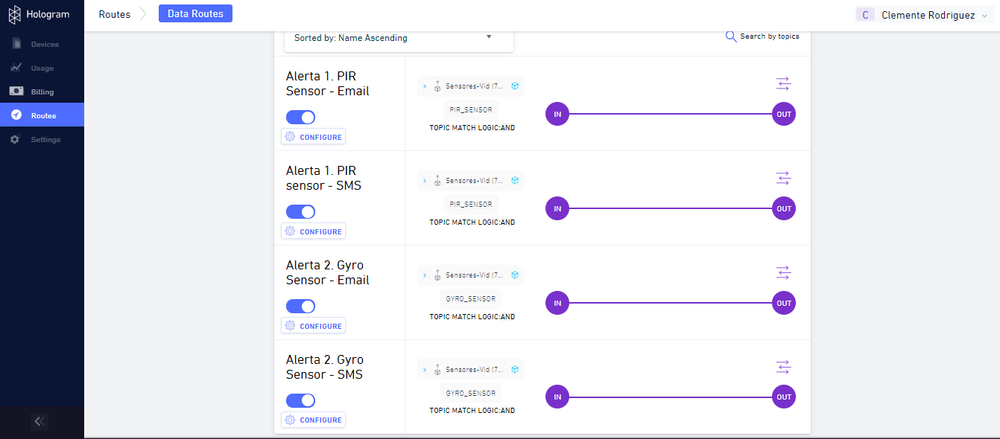 Hologram
Routes
Data Routes
C
Clemente Rodriguez
Devices
Usage
Billing
Routes
Settings
Sorted by: Name Ascending
Search by topics
Alerta 1. PIR
Sensor - Email
CONFIGURE
Sensores-Vid (7...
PIR_SENSOR
TOPIC MATCH LOGIC:AND
IN
OUT
Alerta 1. PIR
sensor - SMS
CONFIGURE
Sensores-Vid (7...
PIR_SENSOR
TOPIC MATCH LOGIC:AND
IN
OUT
Alerta 2. Gyro
Sensor - Email
CONFIGURE
Sensores-Vid (7...
GYRO_SENSOR
TOPIC MATCH LOGIC:AND
IN
OUT
Alerta 2. Gyro
Sensor - SMS
CONFIGURE
Sensores-Vid (7...
GYRO_SENSOR
TOPIC MATCH LOGIC:AND
IN
OUT